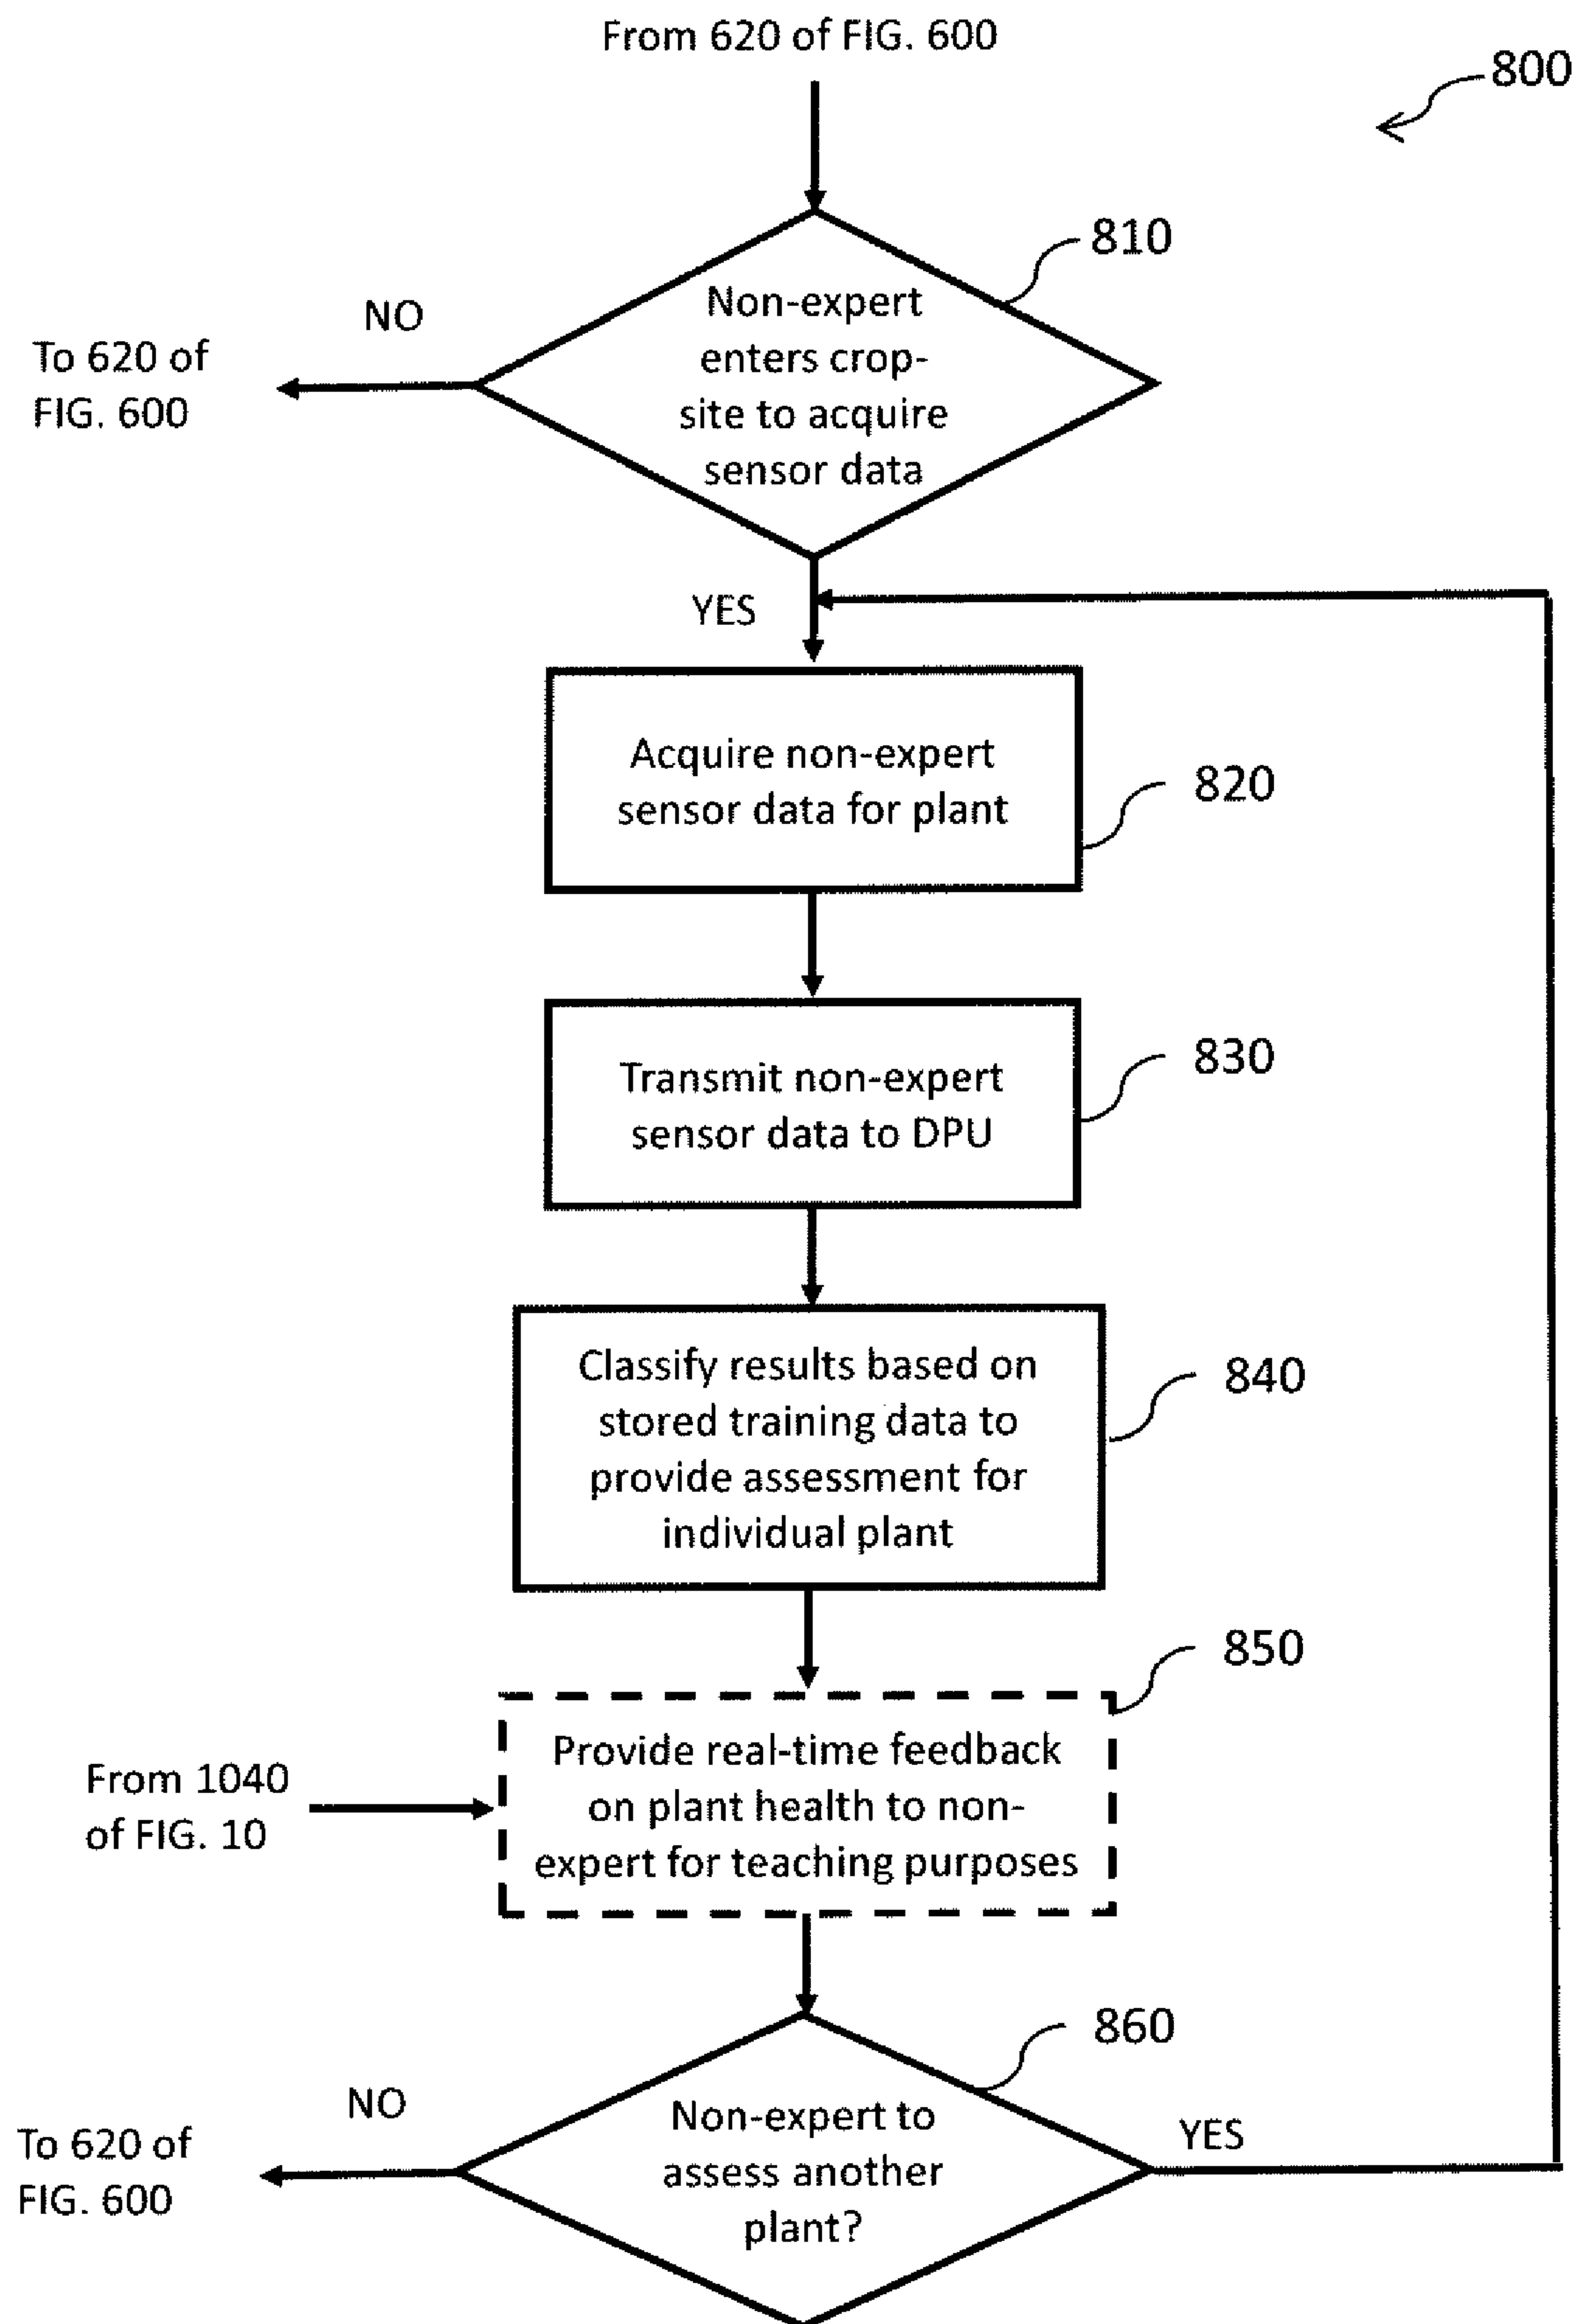 From 620 of FIG. 600
800
810
Non-expert
enters crop-
site to acquire
sensor data
NO
To 620 of
FIG. 600
YES
Acquire non-expert
sensor data for plant
820
Transmit non-expert
sensor data to DPU
830
Classify results based on
stored training data to
provide assessment for
individual plant
840
850
Provide real-time feedback
on plant health to non-
expert for teaching purposes
From 1040
of FIG. 10
860
Non-expert to
assess another
plant?
NO
To 620 of
FIG. 600
YES